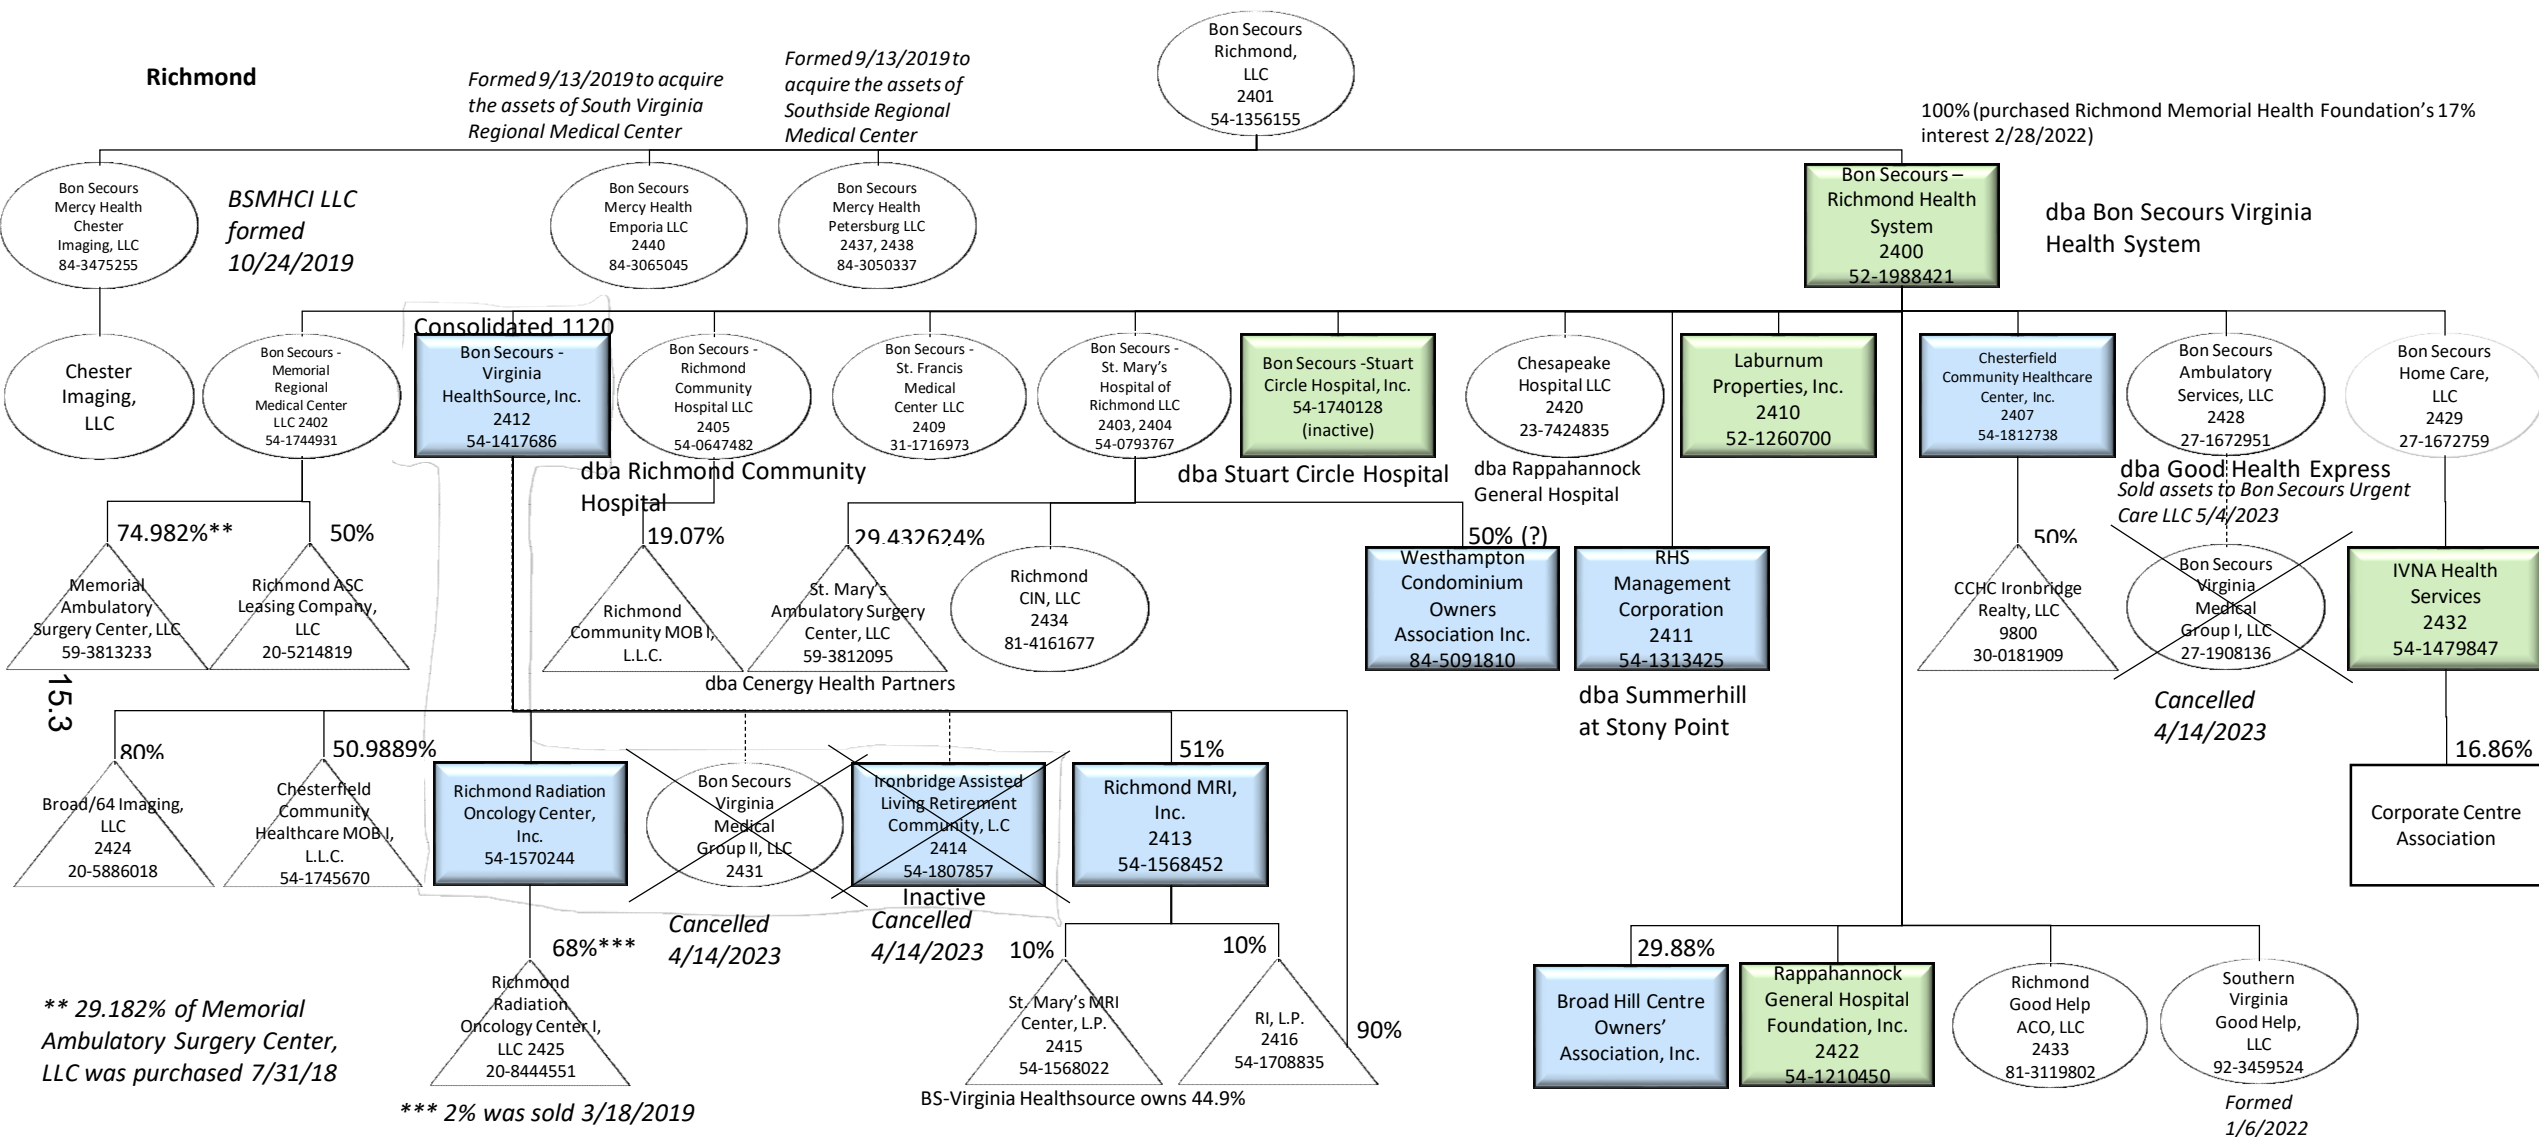 Richmond
Formed 9/13/2019 to acquire
the assets of South Virginia
Regional Medical Center
Formed 9/13/2019 to
acquire the assets of
Southside Regional
Medical Center
Bon Secours
Richmond,
LLC
2401
54-1356155
100% (purchased Richmond Memorial Health Foundation's 17%
interest 2/28/2022)
Bon Secours
Mercy Health
Chester
Imaging, LLC
84-3475255
BSMHCI LLC
formed
10/24/2019
Bon Secours
Mercy Health
Emporia LLC
2440
84-3065045
Bon Secours
Mercy Health
Petersburg LLC
2437, 2438
84-3050337
Bon Secours –
Richmond Health
System
2400
52-1988421
dba Bon Secours Virginia
Health System
Chester
Imaging,
LLC
Bon Secours -
Memorial
Regional
Medical Center
LLC 2402
54-1744931
Consolidated 1120
Bon Secours -
Virginia
HealthSource, Inc.
2412
54-1417686
Bon Secours -
Richmond
Community
Hospital LLC
2405
54-0647482
dba Richmond Community
Hospital
Bon Secours -
St. Francis
Medical
Center LLC
2409
31-1716973
Bon Secours -
St. Mary's
Hospital of
Richmond LLC
2403, 2404
54-0793767
Bon Secours -Stuart
Circle Hospital, Inc.
54-1740128
(inactive)
dba Stuart Circle Hospital
Chesapeake
Hospital LLC
2420
23-7424835
dba Rappahannock
General Hospital
Laburnum
Properties, Inc.
2410
52-1260700
Chesterfield
Community Healthcare
Center, Inc.
2407
54-1812738
Bon Secours
Ambulatory
Services, LLC
2428
27-1672951
dba Good Health Express
Sold assets to Bon Secours Urgent
Care LLC 5/4/2023
Bon Secours
Home Care,
LLC
2429
27-1672759
74.982%**
Memorial
Ambulatory
Surgery Center, LLC
59-3813233
15.3
50%
Richmond ASC
Leasing Company,
LLC
20-5214819
19.07%
Richmond
Community MOB I,
L.L.C.
29.432624%
St. Mary's
Ambulatory Surgery
Center, LLC
59-3812095
dba Cenergy Health Partners
Richmond
CIN, LLC
2434
81-4161677
50% (?)
Westhampton
Condominium
Owners
Association Inc.
84-5091810
RHS
Management
Corporation
2411
54-1313425
dba Summerhill
at Stony Point
50%
CCHC Ironbridge
Realty, LLC
9800
30-0181909
Bon Secours
Virginia
Medical
Group I, LLC
27-1908136
Cancelled
4/14/2023
IVNA Health
Services
2432
54-1479847
80%
Broad/64 Imaging,
LLC
2424
20-5886018
50.9889%
Chesterfield
Community
Healthcare MOB I,
L.L.C.
54-1745670
Richmond Radiation
Oncology Center,
Inc.
54-1570244
Bon Secours
Virginia
Medical
Group II, LLC
2431
Cancelled
4/14/2023
Ironbridge Assisted
Living Retirement
Community, L.C
2414
54-1807857
Inactive
Cancelled
4/14/2023
51%
Richmond MRI,
Inc.
2413
54-1568452
16.86%
Corporate Centre
Association
68%***
Richmond
Radiation
Oncology Center I,
LLC 2425
20-8444551
10%
St. Mary's MRI
Center, L.P.
2415
54-1568022
10%
RI, L.P.
2416
54-1708835
90%
BS-Virginia Healthsource owns 44.9%
29.88%
Broad Hill Centre
Owners'
Association, Inc.
Rappahannock
General Hospital
Foundation, Inc.
2422
54-1210450
Richmond
Good Help
ACO, LLC
2433
81-3119802
Southern
Virginia
Good Help,
LLC
92-3459524
Formed
1/6/2022
** 29.182% of Memorial
Ambulatory Surgery Center,
LLC was purchased 7/31/18
*** 2% was sold 3/18/2019